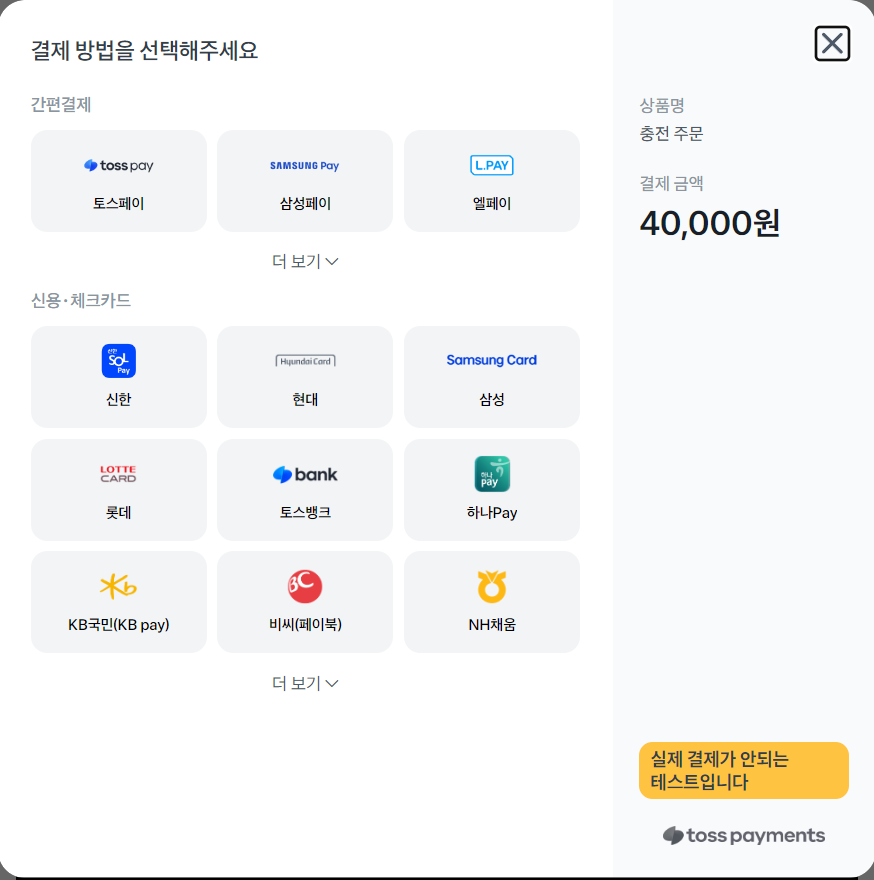 결제 방법을 선택해주세요
간편결제
toss pay
SAMSUNG Pay
L.PAY
토스페이
삼성페이
엘페이
더 보기
신용·체크카드
신한
SOL
Pay
Hyundai Card
Samsung Card
신한
현대
삼성
LOTTE
CARD
bank
하나
pay
롯데
토스뱅크
하나Pay
Kb
BC
KB국민(KB pay)
비씨(페이북)
NH채움
더 보기
상품명
충전 주문
결제 금액
40,000원
실제 결제가 안되는
테스트입니다
toss payments